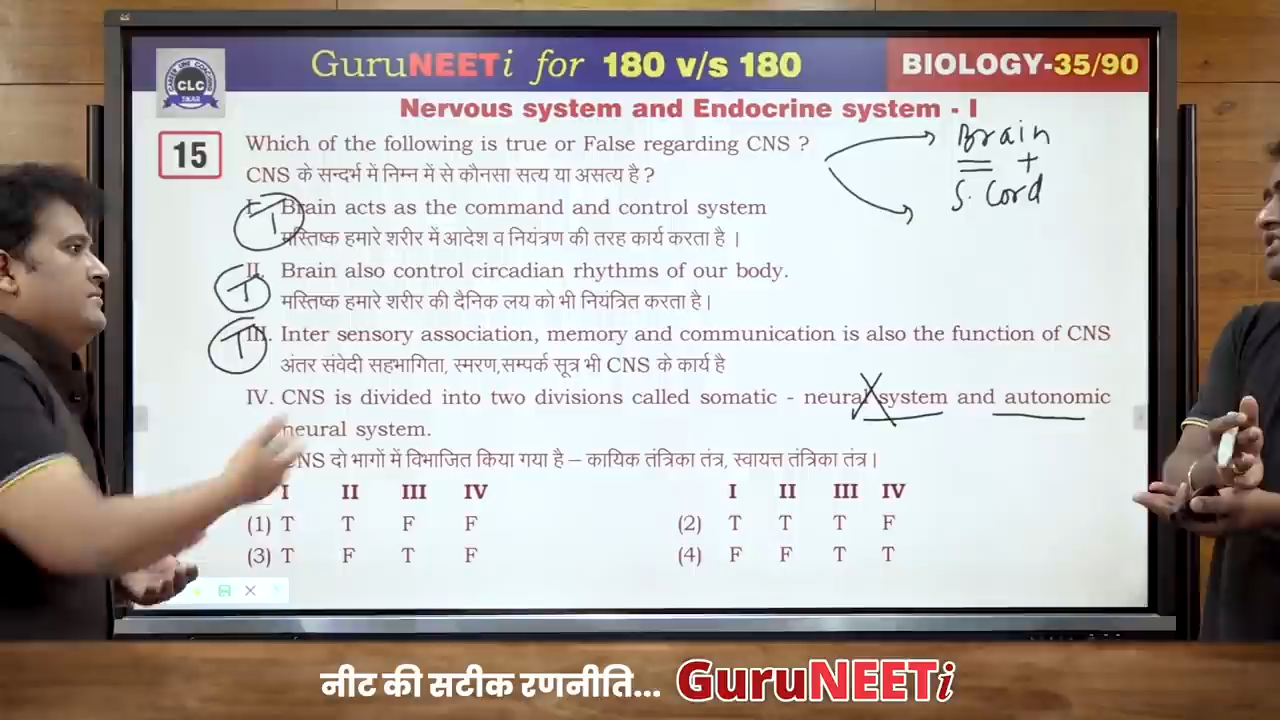 GuruNEETi for 180 v/s 180
BIOLOGY-35/90
CLC
Nervous system and Endocrine system - I
15
Which of the following is true or False regarding CNS ?
CNS के सन्दर्भ में निम्न में से कौनसा सत्य या असत्य है ?
Brain
+
S. Cord
T
I. Brain acts as the command and control system
मस्तिष्क हमारे शरीर में आदेश व नियंत्रण की तरह कार्य करता है ।
T
II. Brain also control circadian rhythms of our body.
मस्तिष्क हमारे शरीर की दैनिक लय को भी नियंत्रित करता है।
T
III. Inter sensory association, memory and communication is also the function of CNS
अंतर संवेदी सहभागिता, स्मरण,सम्पर्क सूत्र भी CNS के कार्य है
IV. CNS is divided into two divisions called somatic - neural system and autonomic
neural system.
CNS दो भागों में विभाजित किया गया है – कायिक तंत्रिका तंत्र, स्वायत्त तंत्रिका तंत्र।
I II III IV I II III IV
(1) T T F F (2) T T T F
(3) T F T F (4) F F T T
नीट की सटीक रणनीति... GuruNEETi